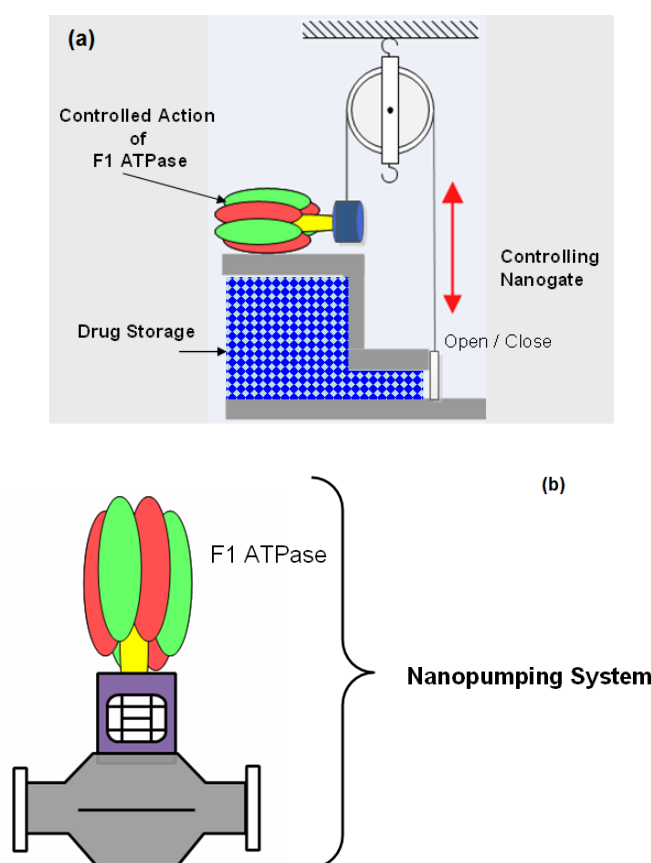 (a)
Controlled Action
of
F1 ATPase
Controlling
Nanogate
Drug Storage
Open / Close
(b)
F1 ATPase
Nanopumping System